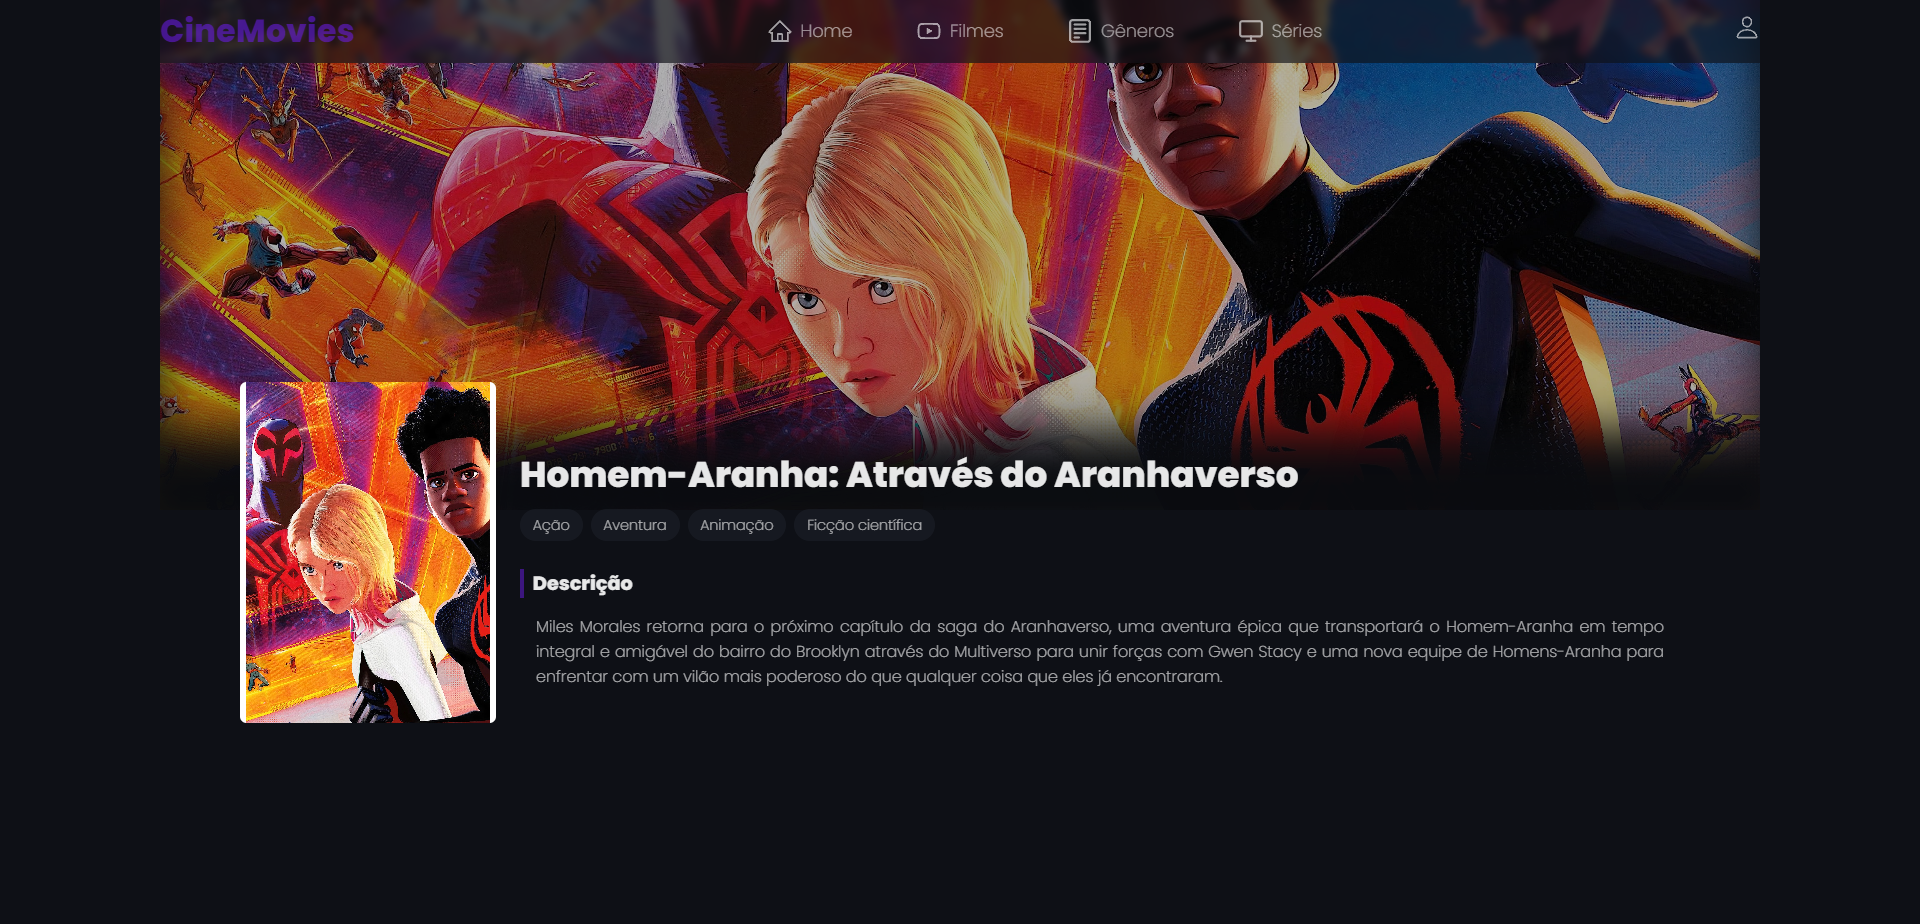 CineMovies
Home
Filmes
Gêneros
Séries
Homem-Aranha: Através do Aranhaverso
Ação
Aventura
Animação
Ficção científica
Descrição
Miles Morales retorna para o próximo capítulo da saga do Aranhaverso, uma aventura épica que transportará o Homem-Aranha em tempo
integral e amigável do bairro do Brooklyn através do Multiverso para unir forças com Gwen Stacy e uma nova equipe de Homens-Aranha para
enfrentar com um vilão mais poderoso do que qualquer coisa que eles já encontraram.